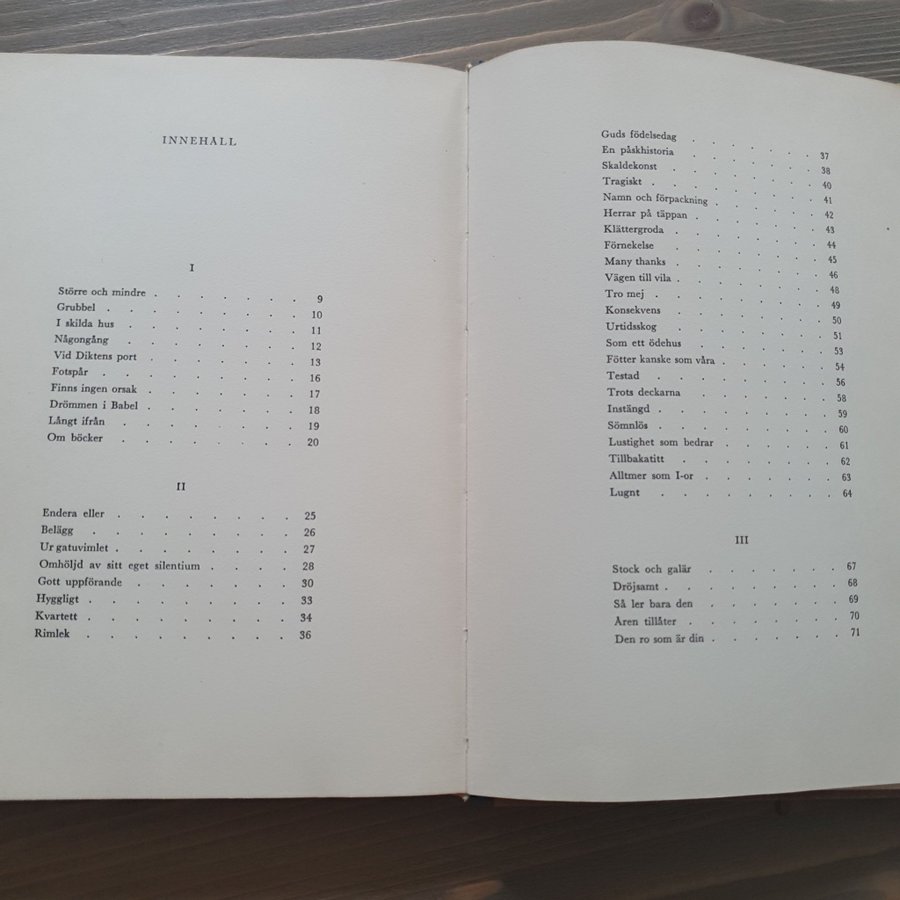 INNEHÅLL
I
Större och mindre . . . . . . . 9
Grubbel . . . . . . . . . 10
I skilda hus . . . . . . . . 11
Någongång . . . . . . . . 12
Vid Diktens port . . . . . . . 13
Fotspår . . . . . . . . . 16
Finns ingen orsak . . . . . . . 17
Drömmen i Babel . . . . . . . 18
Långt ifrån . . . . . . . . 19
Om böcker . . . . . . . . 20
II
Endera eller . . . . . . . . 25
Belägg . . . . . . . . . 26
Ur gatuvimlet . . . . . . . . 27
Omhöljd av sitt eget silentium . . . . 28
Gott uppförande . . . . . . . 30
Hyggligt . . . . . . . . . 33
Kvartett . . . . . . . . . 34
Rimlek . . . . . . . . . 36
Guds födelsedag . . . . . . 37
En påskhistoria . . . . . . 38
Skaldekonst . . . . . . . 40
Tragiskt . . . . . . . . 41
Namn och förpackning . . . . . 42
Herrar på täppan . . . . . . 43
Klättergroda . . . . . . . 44
Förnekelse . . . . . . . 45
Many thanks . . . . . . . 46
Vägen till vila . . . . . . . 48
Tro mej . . . . . . . . 49
Konsekvens . . . . . . . 50
Urtidsskog . . . . . . . 51
Som ett ödehus . . . . . . 53
Fötter kanske som våra . . . . . 54
Testad . . . . . . . . 56
Trots deckarna . . . . . . 58
Instängd . . . . . . . . 59
Sömnlös . . . . . . . . 60
Lustighet som bedrar . . . . . 61
Tillbakatitt . . . . . . . 62
Alltmer som I-or . . . . . . 63
Lugnt . . . . . . . . 64
III
Stock och galär . . . . . . 67
Dröjsamt . . . . . . . . 68
Så ler bara den . . . . . . 69
Åren tillåter . . . . . . . 70
Den ro som är din . . . . . . 71